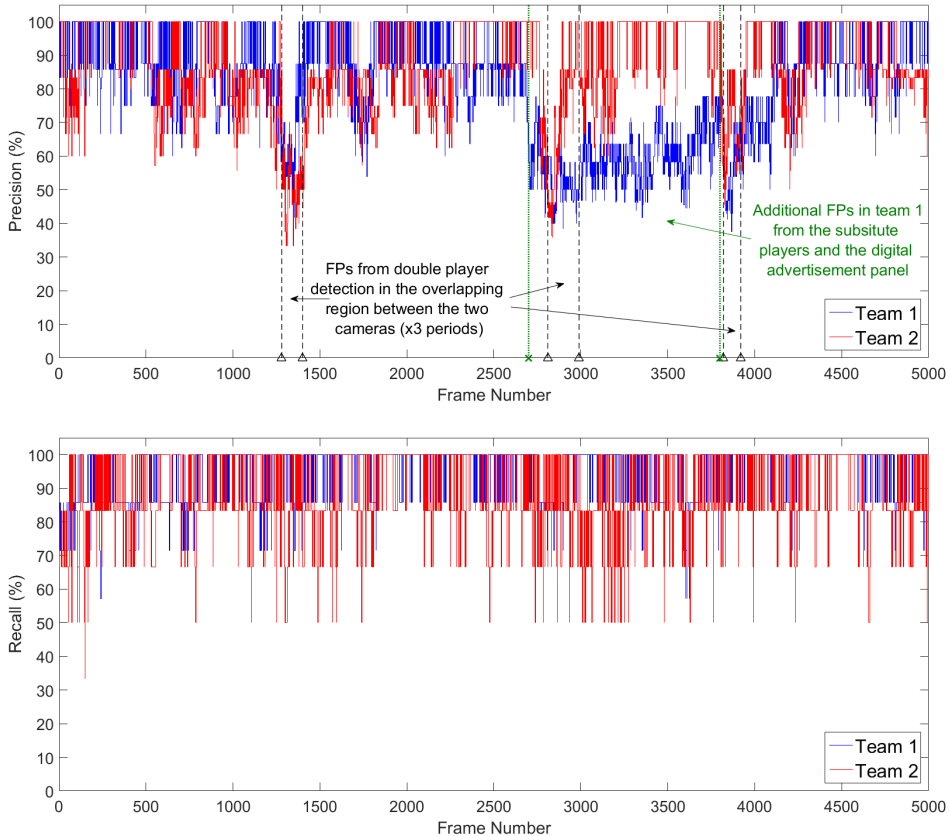 100
90
80
70
60
50
40
30
20
10
0
Precision (%)
FPs from double player
detection in the overlapping
region between the two
cameras (x3 periods)
Additional FPs in team 1
from the subsitute
players and the digital
advertisement panel
Team 1
Team 2
0 500 1000 1500 2000 2500 3000 3500 4000 4500 5000
Frame Number
100
90
80
70
60
50
40
30
20
10
0
Recall (%)
Team 1
Team 2
0 500 1000 1500 2000 2500 3000 3500 4000 4500 5000
Frame Number